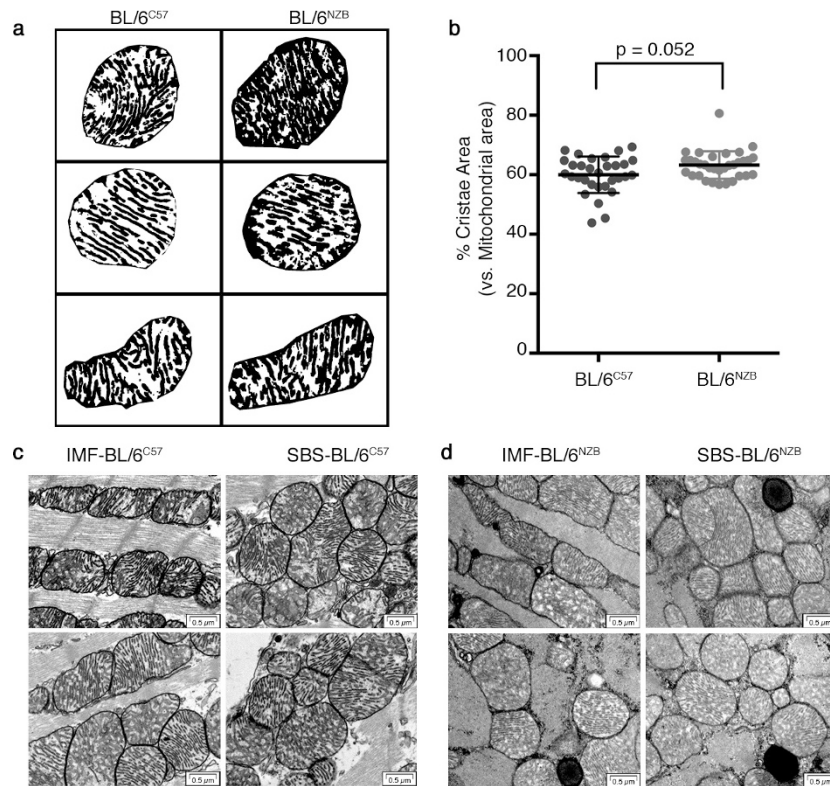 a
BL/6C57
BL/6NZB
b
100
80
60
40
20
0
% Cristae Area
(vs. Mitochondrial area)
p = 0.052
BL/6C57
BL/6NZB
c
IMF-BL/6C57
SBS-BL/6C57
0.5 µm
0.5 µm
0.5 µm
0.5 µm
d
IMF-BL/6NZB
SBS-BL/6NZB
0.5 µm
0.5 µm
0.5 µm
0.5 µm